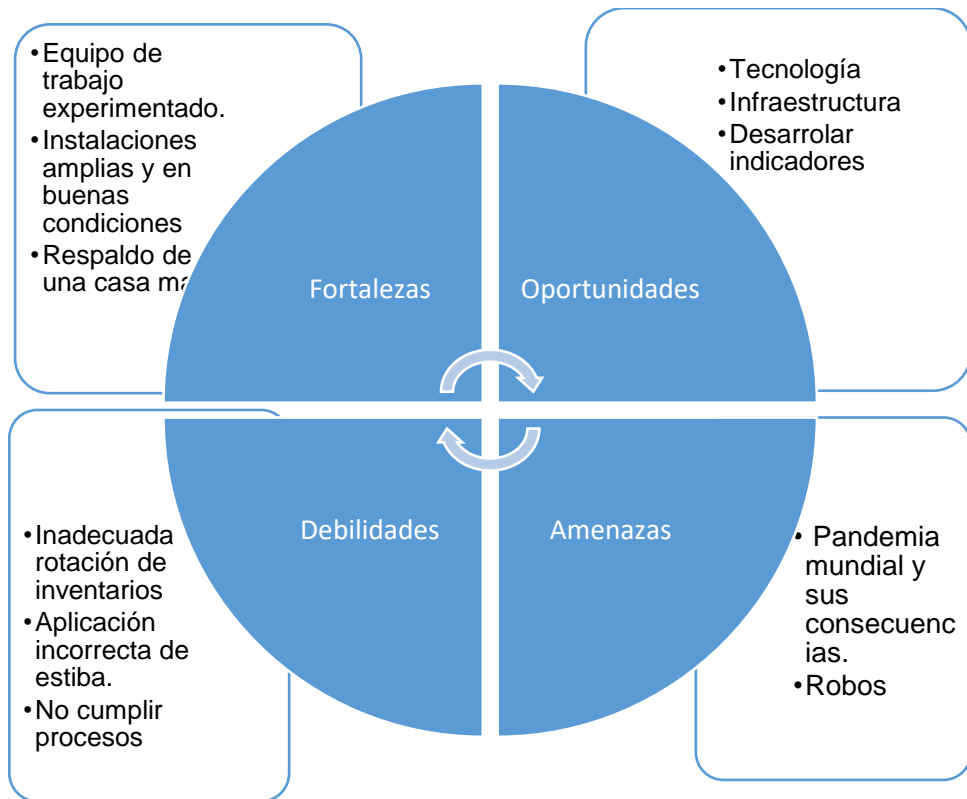 •Equipo de
trabajo
experimentado.
•Instalaciones
amplias y en
buenas
condiciones
•Respaldo de
una casa
Fortalezas
•Tecnología
•Infraestructura
•Desarrolar
indicadores
Oportunidades
•Inadecuada
rotación de
inventarios
•Aplicación
incorrecta de
estiba.
•No cumplir
procesos
Debilidades
Amenazas
• Pandemia
mundial y
sus
consecuenc
ias.
•Robos